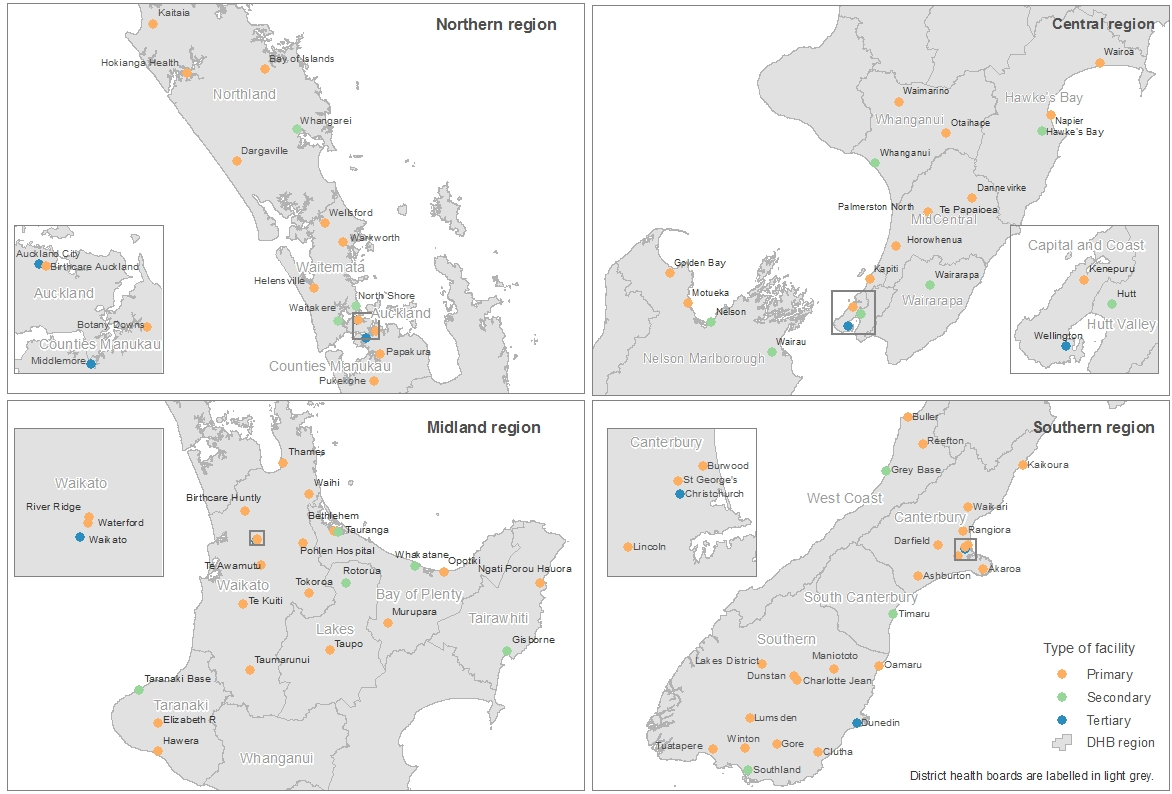 Northern region
Kaitaia
Hokianga Health
Bay of Islands
Northland
Whangarei
Dargaville
Wellsford
Warkworth
Waitemata
Helensville
North Shore
Waitakere
Auckland
Papakura
Counties Manukau
Pukekohe
Auckland City
Birthcare Auckland
Auckland
Botany Downs
Counties Manukau
Middlemore
Central region
Wairoa
Waimarino
Hawke's Bay
Whanganui
Otaihape
Napier
Hawke's Bay
Whanganui
Dannevirke
Palmerston North
Te Papaioea
MidCentral
Horowhenua
Kapiti
Wairarapa
Wairarapa
Golden Bay
Motueka
Nelson
Wairau
Nelson Marlborough
Capital and Coast
Kenepuru
Hutt
Hutt Valley
Wellington
Midland region
Thames
Waihi
Birthcare Huntly
Bethlehem
Tauranga
Pohlen Hospital
Whakatane
Opotiki
Te Awamutu
Rotorua
Ngati Porou Hauora
Waikato
Tokoroa
Bay of Plenty
Te Kuiti
Murupara
Tairawhiti
Lakes
Gisborne
Taupo
Taumarunui
Taranaki Base
Taranaki
Elizabeth R
Hawera
Whanganui
Waikato
River Ridge
Waterford
Waikato
Southern region
Buller
Reefton
Kaikoura
Grey Base
West Coast
Waikari
Canterbury
Rangiora
Darfield
Akaroa
Ashburton
South Canterbury
Timaru
Southern
Maniototo
Lakes District
Oamaru
Dunstan
Charlotte Jean
Lumsden
Dunedin
Winton
Tuatapere
Gore
Clutha
Southland
Canterbury
Burwood
St George's
Christchurch
Lincoln
Type of facility
Primary
Secondary
Tertiary
DHB region
District health boards are labelled in light grey.